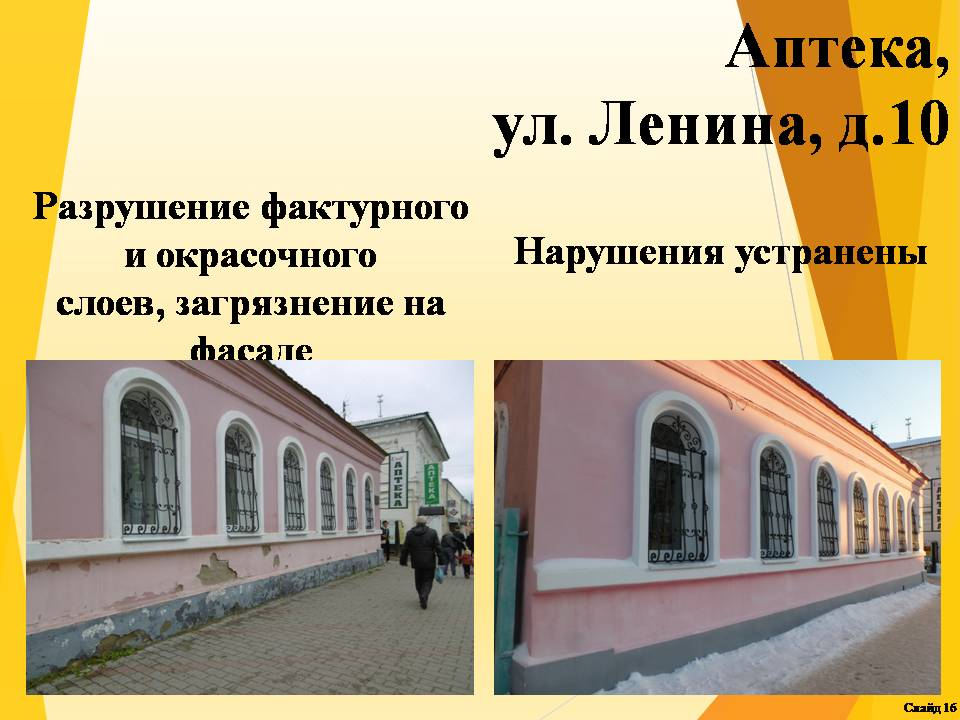 Аптека,
ул. Ленина, д.10
Разрушение фактурного
и окрасочного
слоев, загрязнение на
фасаде
Нарушения устранены
АПТЕКА
АПТЕКА
Слайд 16